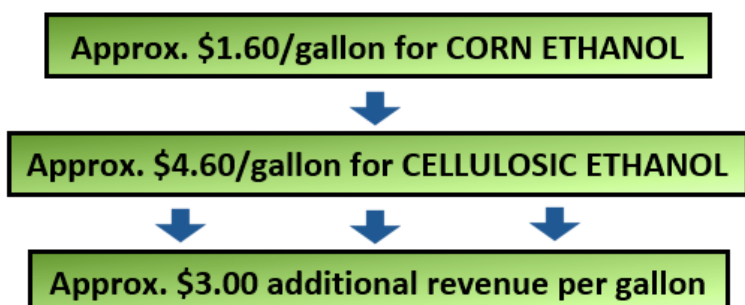 Approx. $1.60/gallon for CORN ETHANOL
Approx. $4.60/gallon for CELLULOSIC ETHANOL
Approx. $3.00 additional revenue per gallon